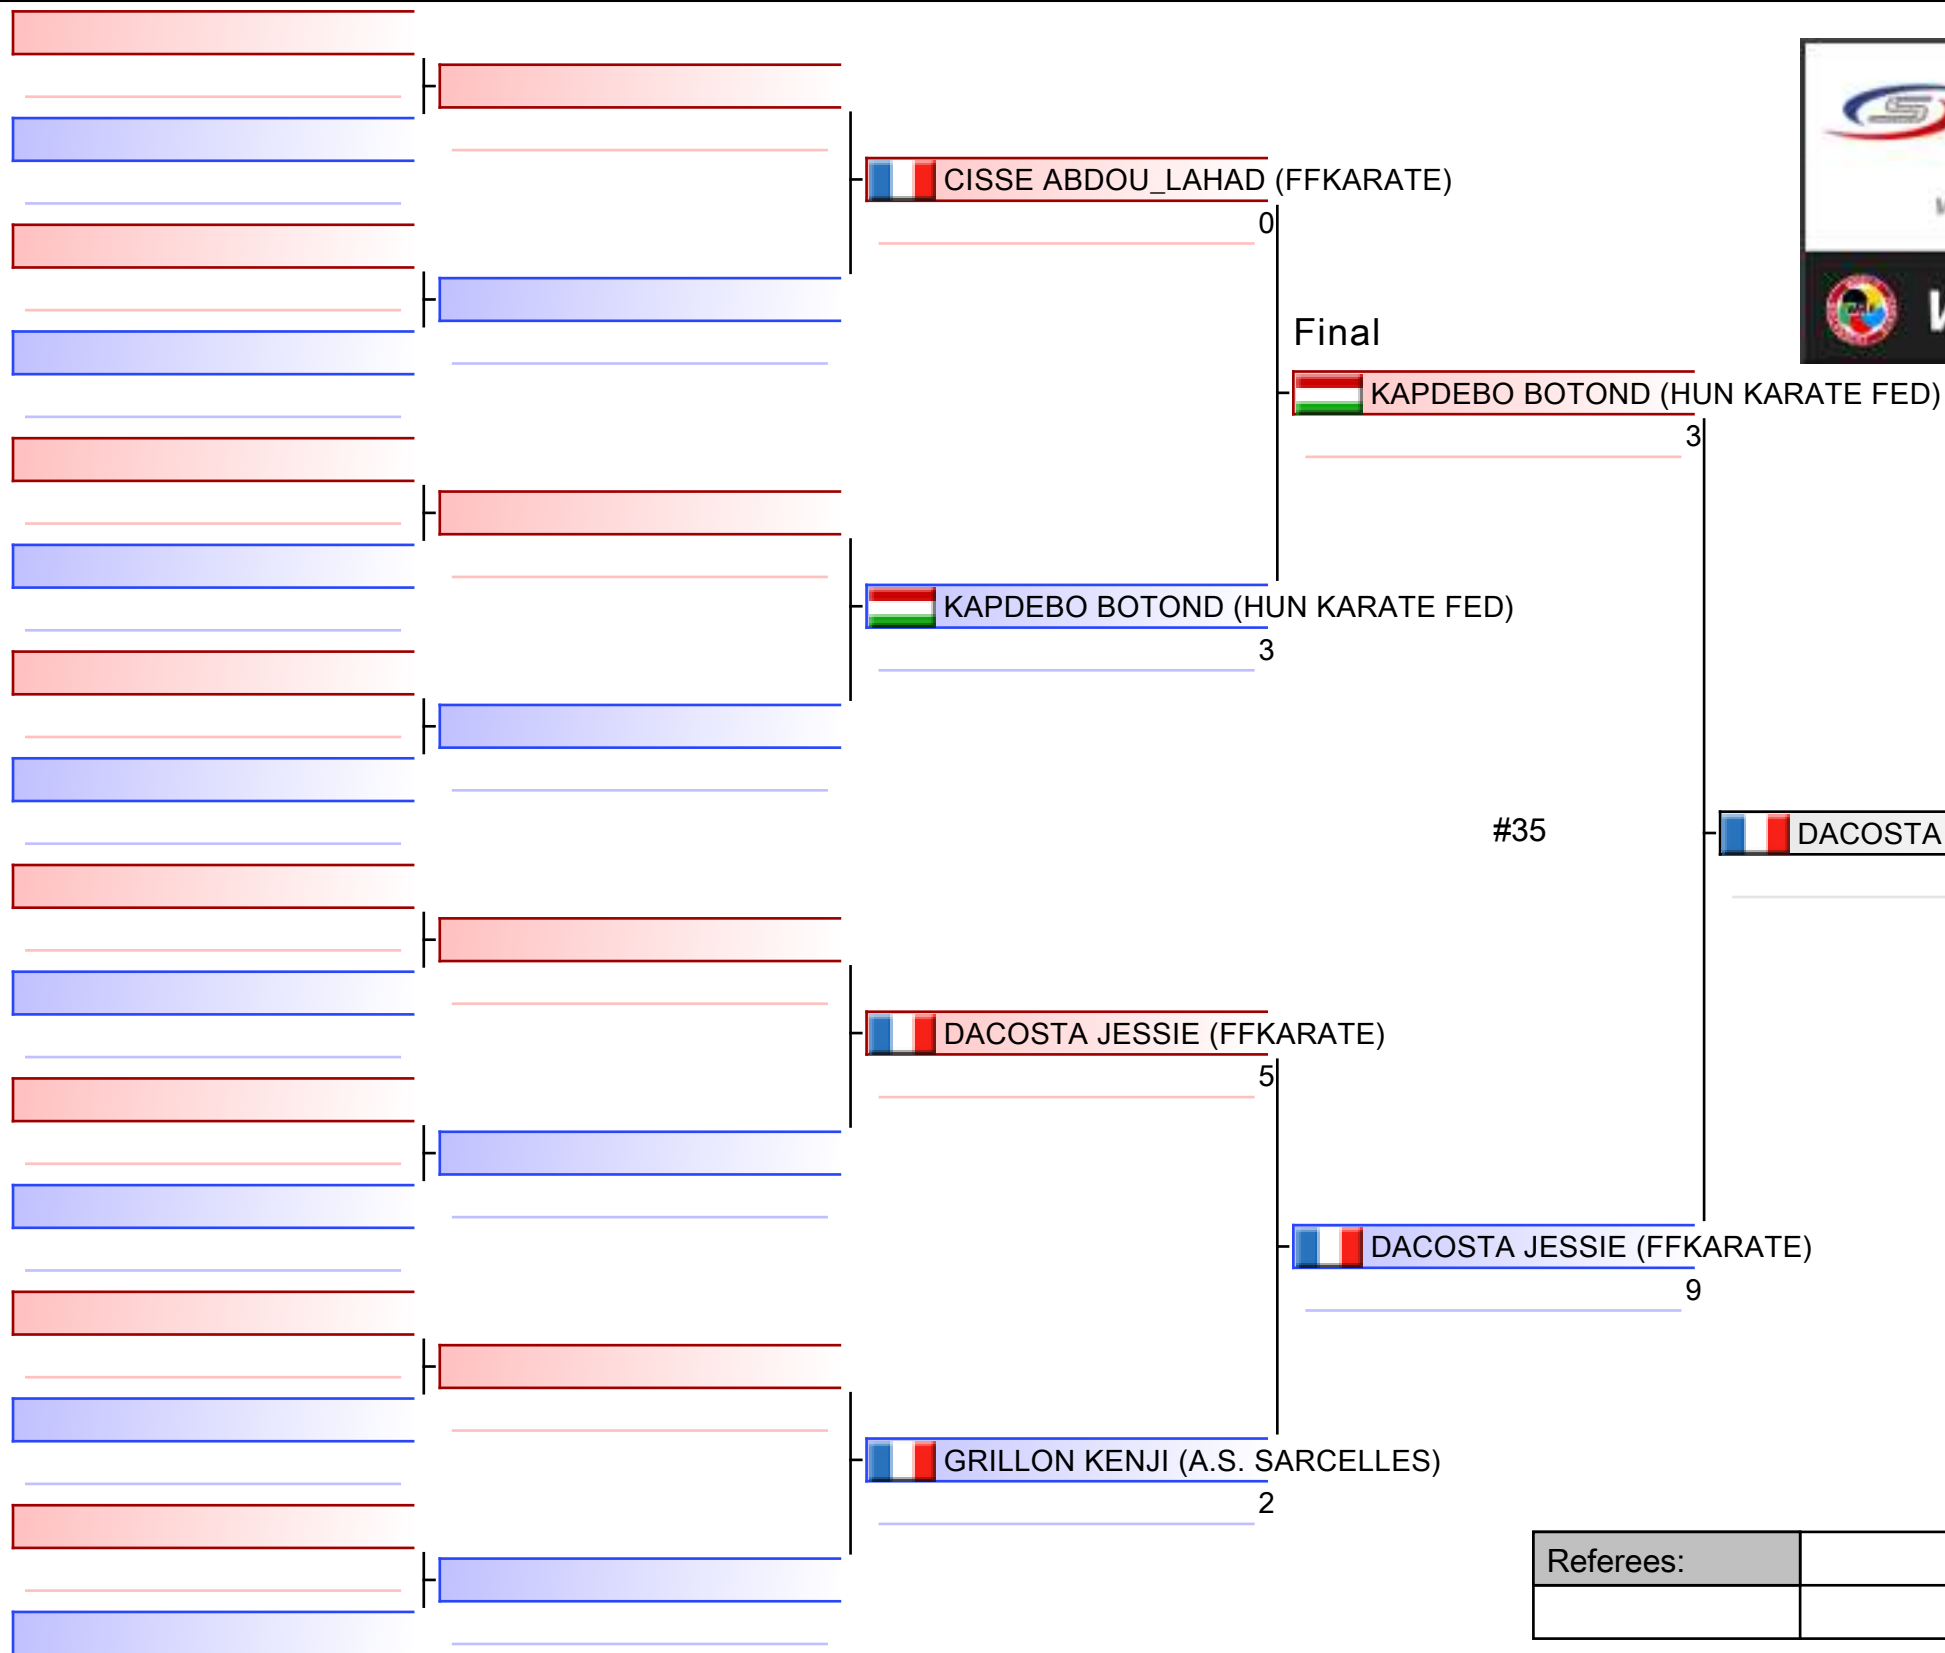 CISSE ABDOU_LAHAD (FFKARATE)
0
Final
KAPDEBO BOTOND (HUN KARATE FED)
3
KAPDEBO BOTOND (HUN KARATE FED)
3
#35
DACOSTA
DACOSTA JESSIE (FFKARATE)
5
DACOSTA JESSIE (FFKARATE)
9
GRILLON KENJI (A.S. SARCELLES)
2
Referees: